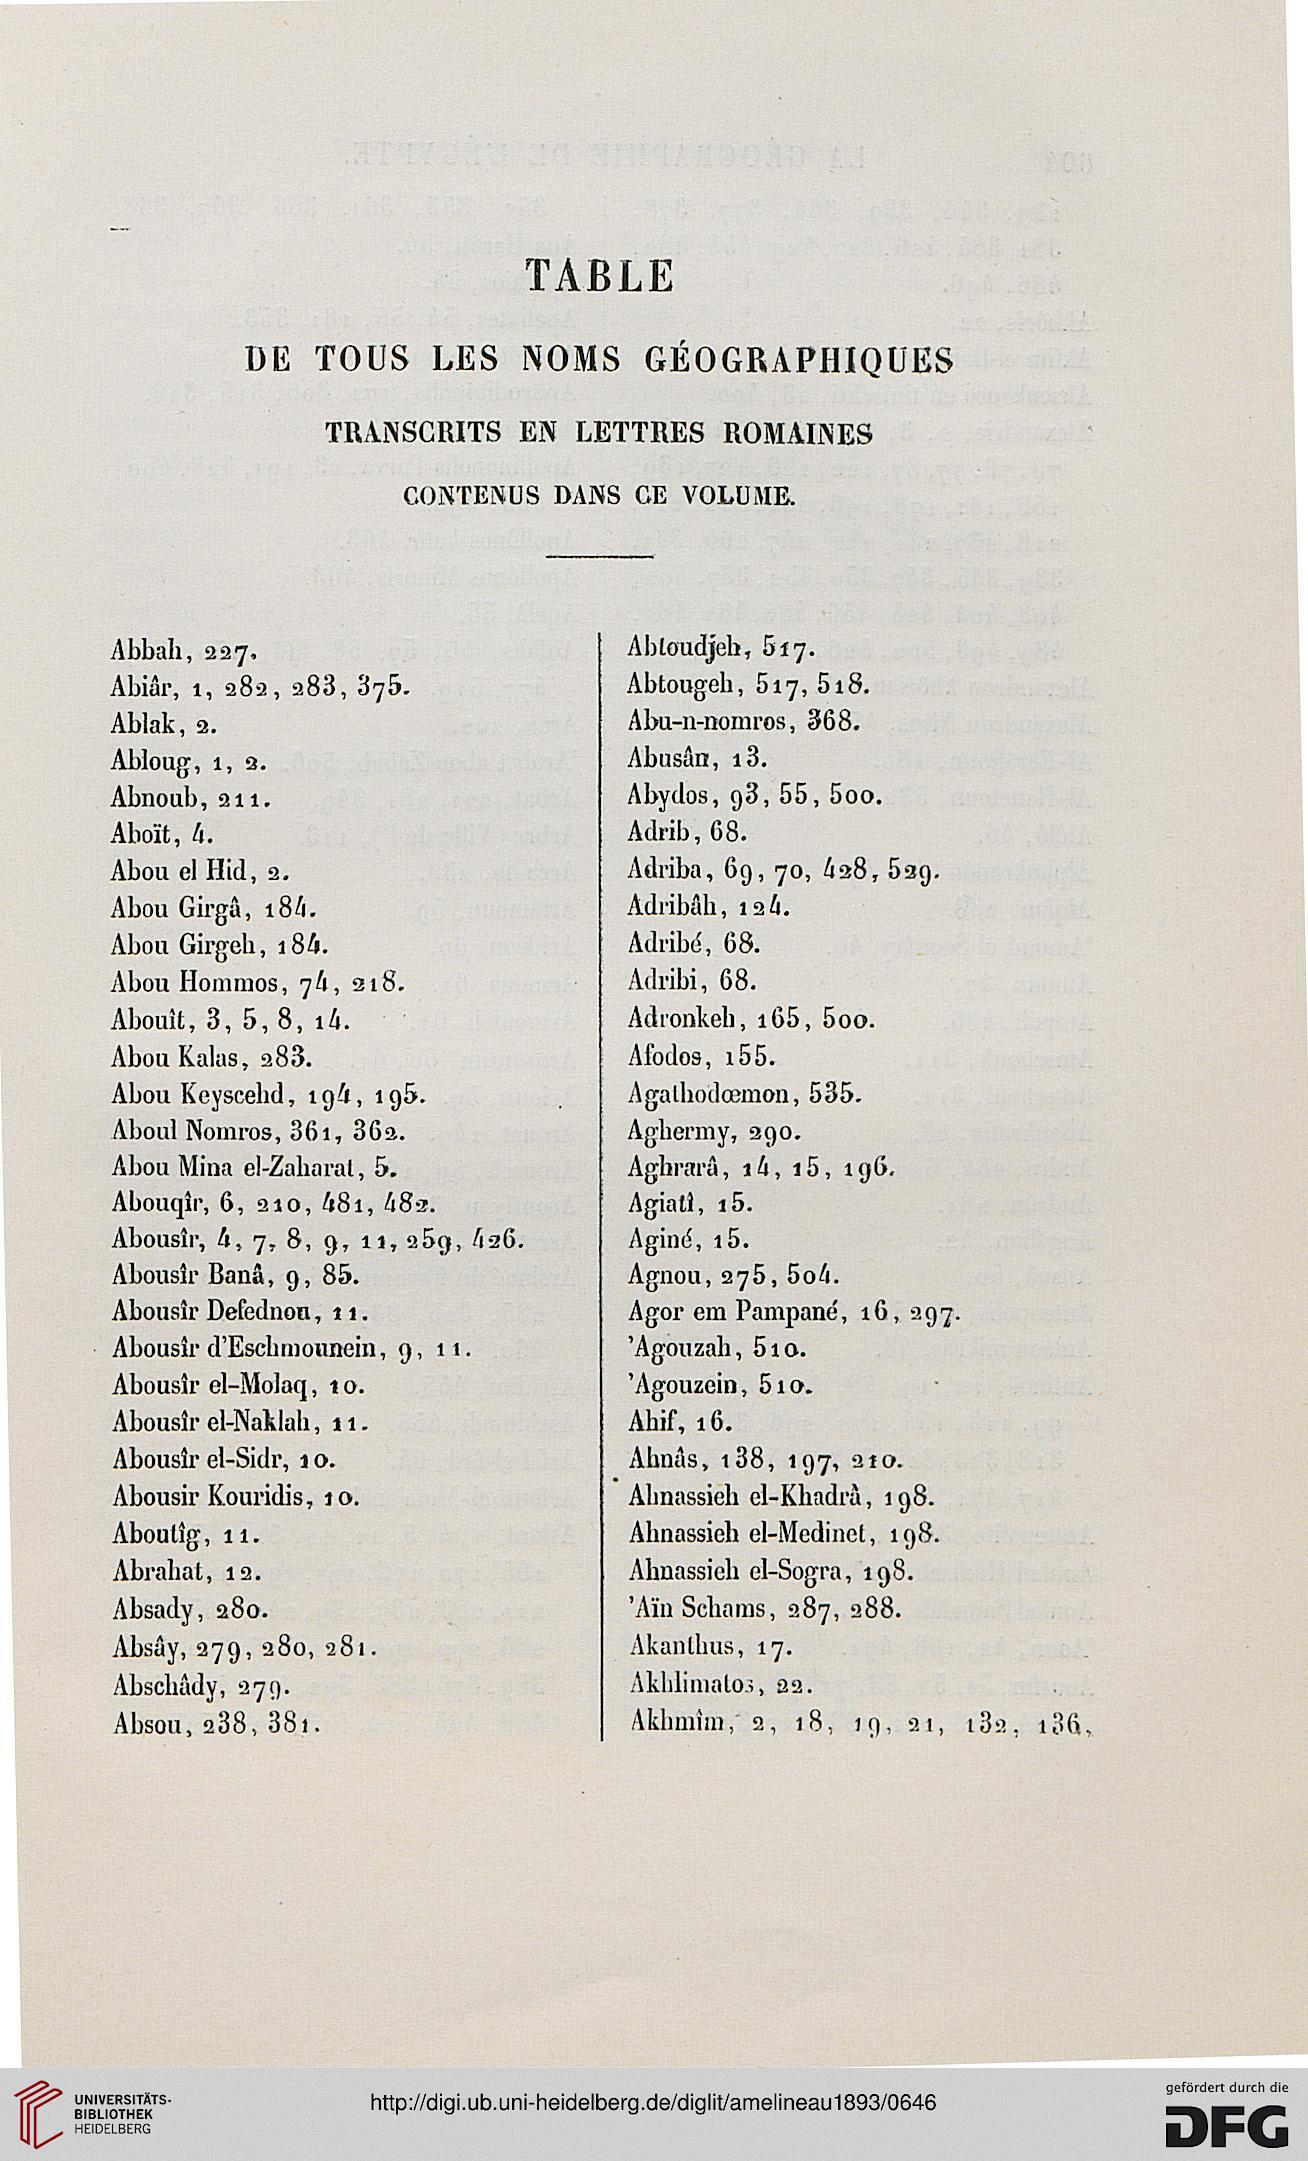 TABLE
DE TOUS LES NOMS GÉOGRAPHIQUES
TRANSCRITS EN LETTRES ROMAINES
CONTENUS DANS CE VOLUME.
Abbah, 227.
Abiâr, 1, 282, 283, 375.
Ablak, 2.
Abloug, 1, 2.
Abnoub, 211.
Aboït, 4.
Abou el Hid, 2.
Abou Girgâ, 184.
Abou Girgeh, 184.
Abou Hommos, 74, 218.
Abouît, 3, 5, 8, 14.
Abou Kalas, 283.
Abou Keyscehd, 194, 195.
Aboul Nomros, 361, 362.
Abou Mina el-Zaharat, 5.
Abouqîr, 6, 210, 481, 482.
Abousîr, 4, 7, 8, 9, 11, 259, 426.
Abousîr Banâ, 9, 85.
Abousîr Defednou, 11.
Abousîr d'Eschmounein, 9, 11.
Abousîr el-Molaq, 10.
Abousîr el-Naklah, 11.
Abousîr el-Sidr, 10.
Abousir Kouridis, 10.
Aboutîg, 11.
Abrahat, 12.
Absady, 280.
Absây, 279, 280, 281.
Abschâdy, 279.
Absou, 238, 381.
Abtoudjeh, 517.
Abtougeh, 517, 518.
Abu-n-nomros, 368.
Abusân, 13.
Abydos, 93, 55, 500.
Adrib, 68.
Adriba, 69, 70, 428, 529.
Adribâh, 124.
Adribé, 68.
Adribi, 68.
Adronkeh, 165, 500.
Afodos, 155.
Agathodœmon, 535.
Aghermy, 290.
Aghrarâ, 14, 15, 196.
Agiatî, 15.
Aginé, 15.
Agnou, 275, 504.
Agor em Pampané, 16, 297.
'Agouzah, 510.
'Agouzein, 510.
Ahif, 16.
Ahnâs, 138, 197, 210.
Ahnassieh el-Khadrâ, 198.
Ahnassieh el-Medinet, 198.
Ahnassieh el-Sogra, 198.
'Aïn Schams, 287, 288.
Akanthus, 17.
Akhlimatos, 22.
Akhmîm, 2, 18, 19, 21, 132, 136,
UNIVERSITÄTS-
BIBLIOTHEK
HEIDELBERG
http://digi.ub.uni-heidelberg.de/diglit/amelineau1893/0646
gefördert durch die
DFG